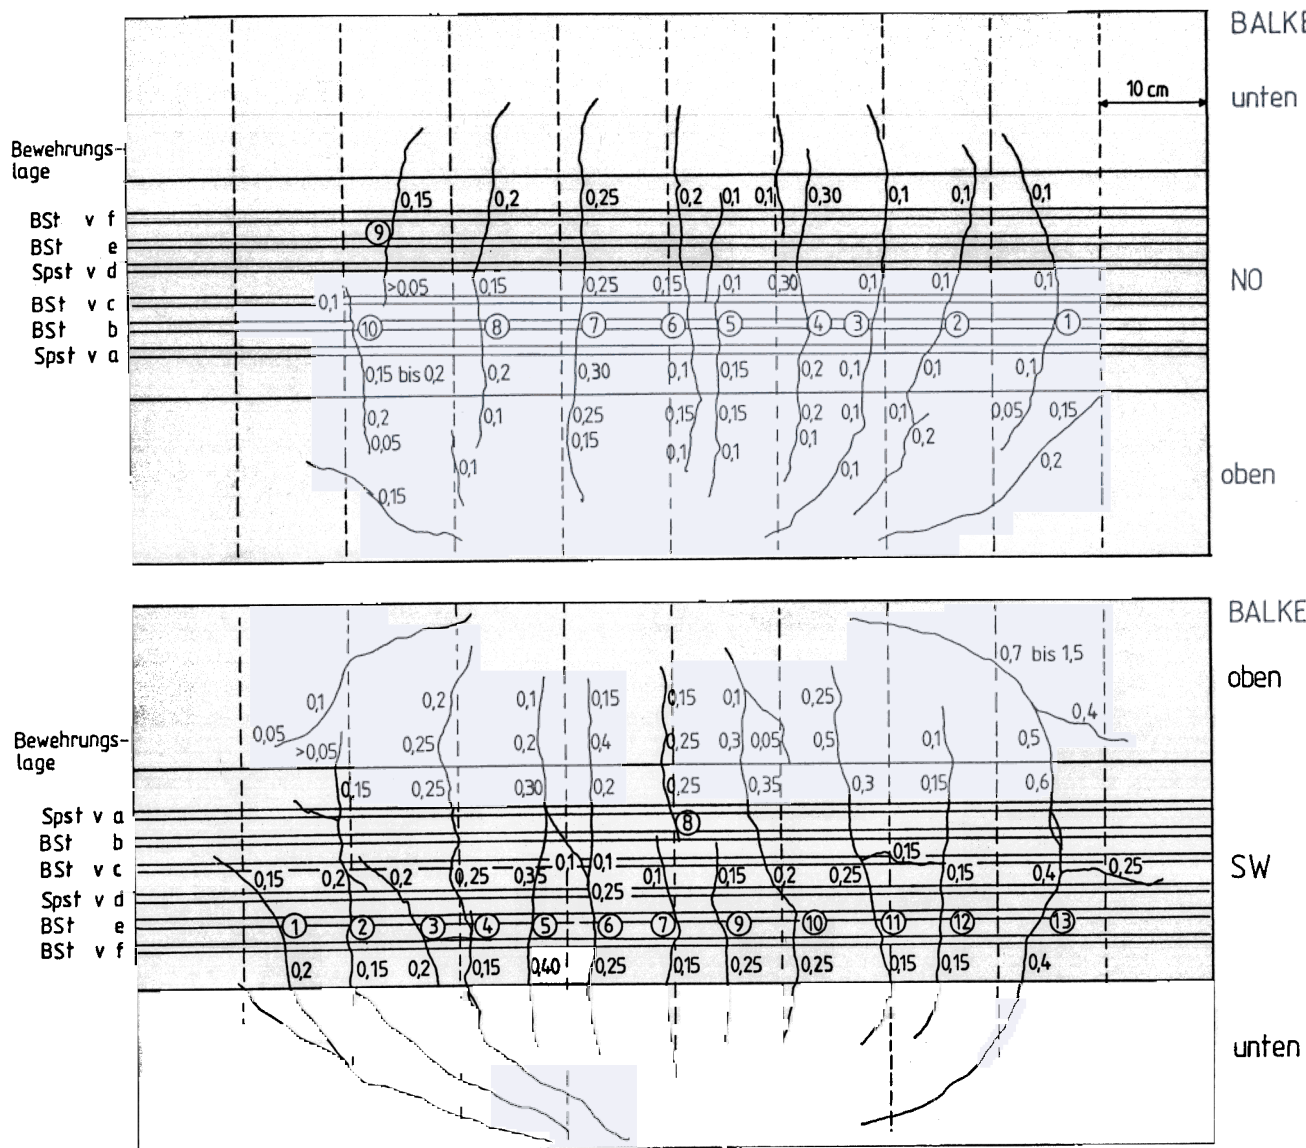 BALKE
unten
10 cm
Bewehrungs-
lage
0,15 0,2 0,25 0,2 0,1 0,1 0,30 0,1 0,1 0,1
BSt v f
9
BSt e
Spst v d
NO
>0,05 0,15 0,25 0,15 0,1 0,30 0,1 0,1 0,1
BSt v c
0,1
BSt b
10 8 7 6 5 4 3 2 1
Spst v a
0,15 bis 0,2 0,2 0,30 0,1 0,15 0,2 0,1 0,1 0,1
0,2 0,1 0,25 0,15 0,15 0,2 0,1 0,1 0,05 0,15
0,05 0,15 0,1 0,1 0,1 0,2
0,1 0,1 0,2
oben
0,15
BALKE
0,7 bis 1,5
oben
0,1 0,2 0,1 0,15 0,15 0,1 0,25
0,4
0,05 >0,05 0,25 0,2 0,4 0,25 0,3 0,05 0,5 0,1 0,5
Bewehrungs-
lage
0,15 0,25 0,30 0,2 0,25 0,35 0,3 0,15 0,6
Spst v a
8
BSt b
0,15
BSt v c
0,1 0,1
0,15 0,2 0,2 0,25 0,35 0,1 0,15 0,2 0,25 0,15 0,4 0,25
SW
Spst v d
0,25
BSt e
1 2 3 4 5 6 7 9 10 11 12 13
BSt v f
0,2 0,15 0,2 0,15 0,40 0,25 0,15 0,25 0,25 0,15 0,15 0,4
unten